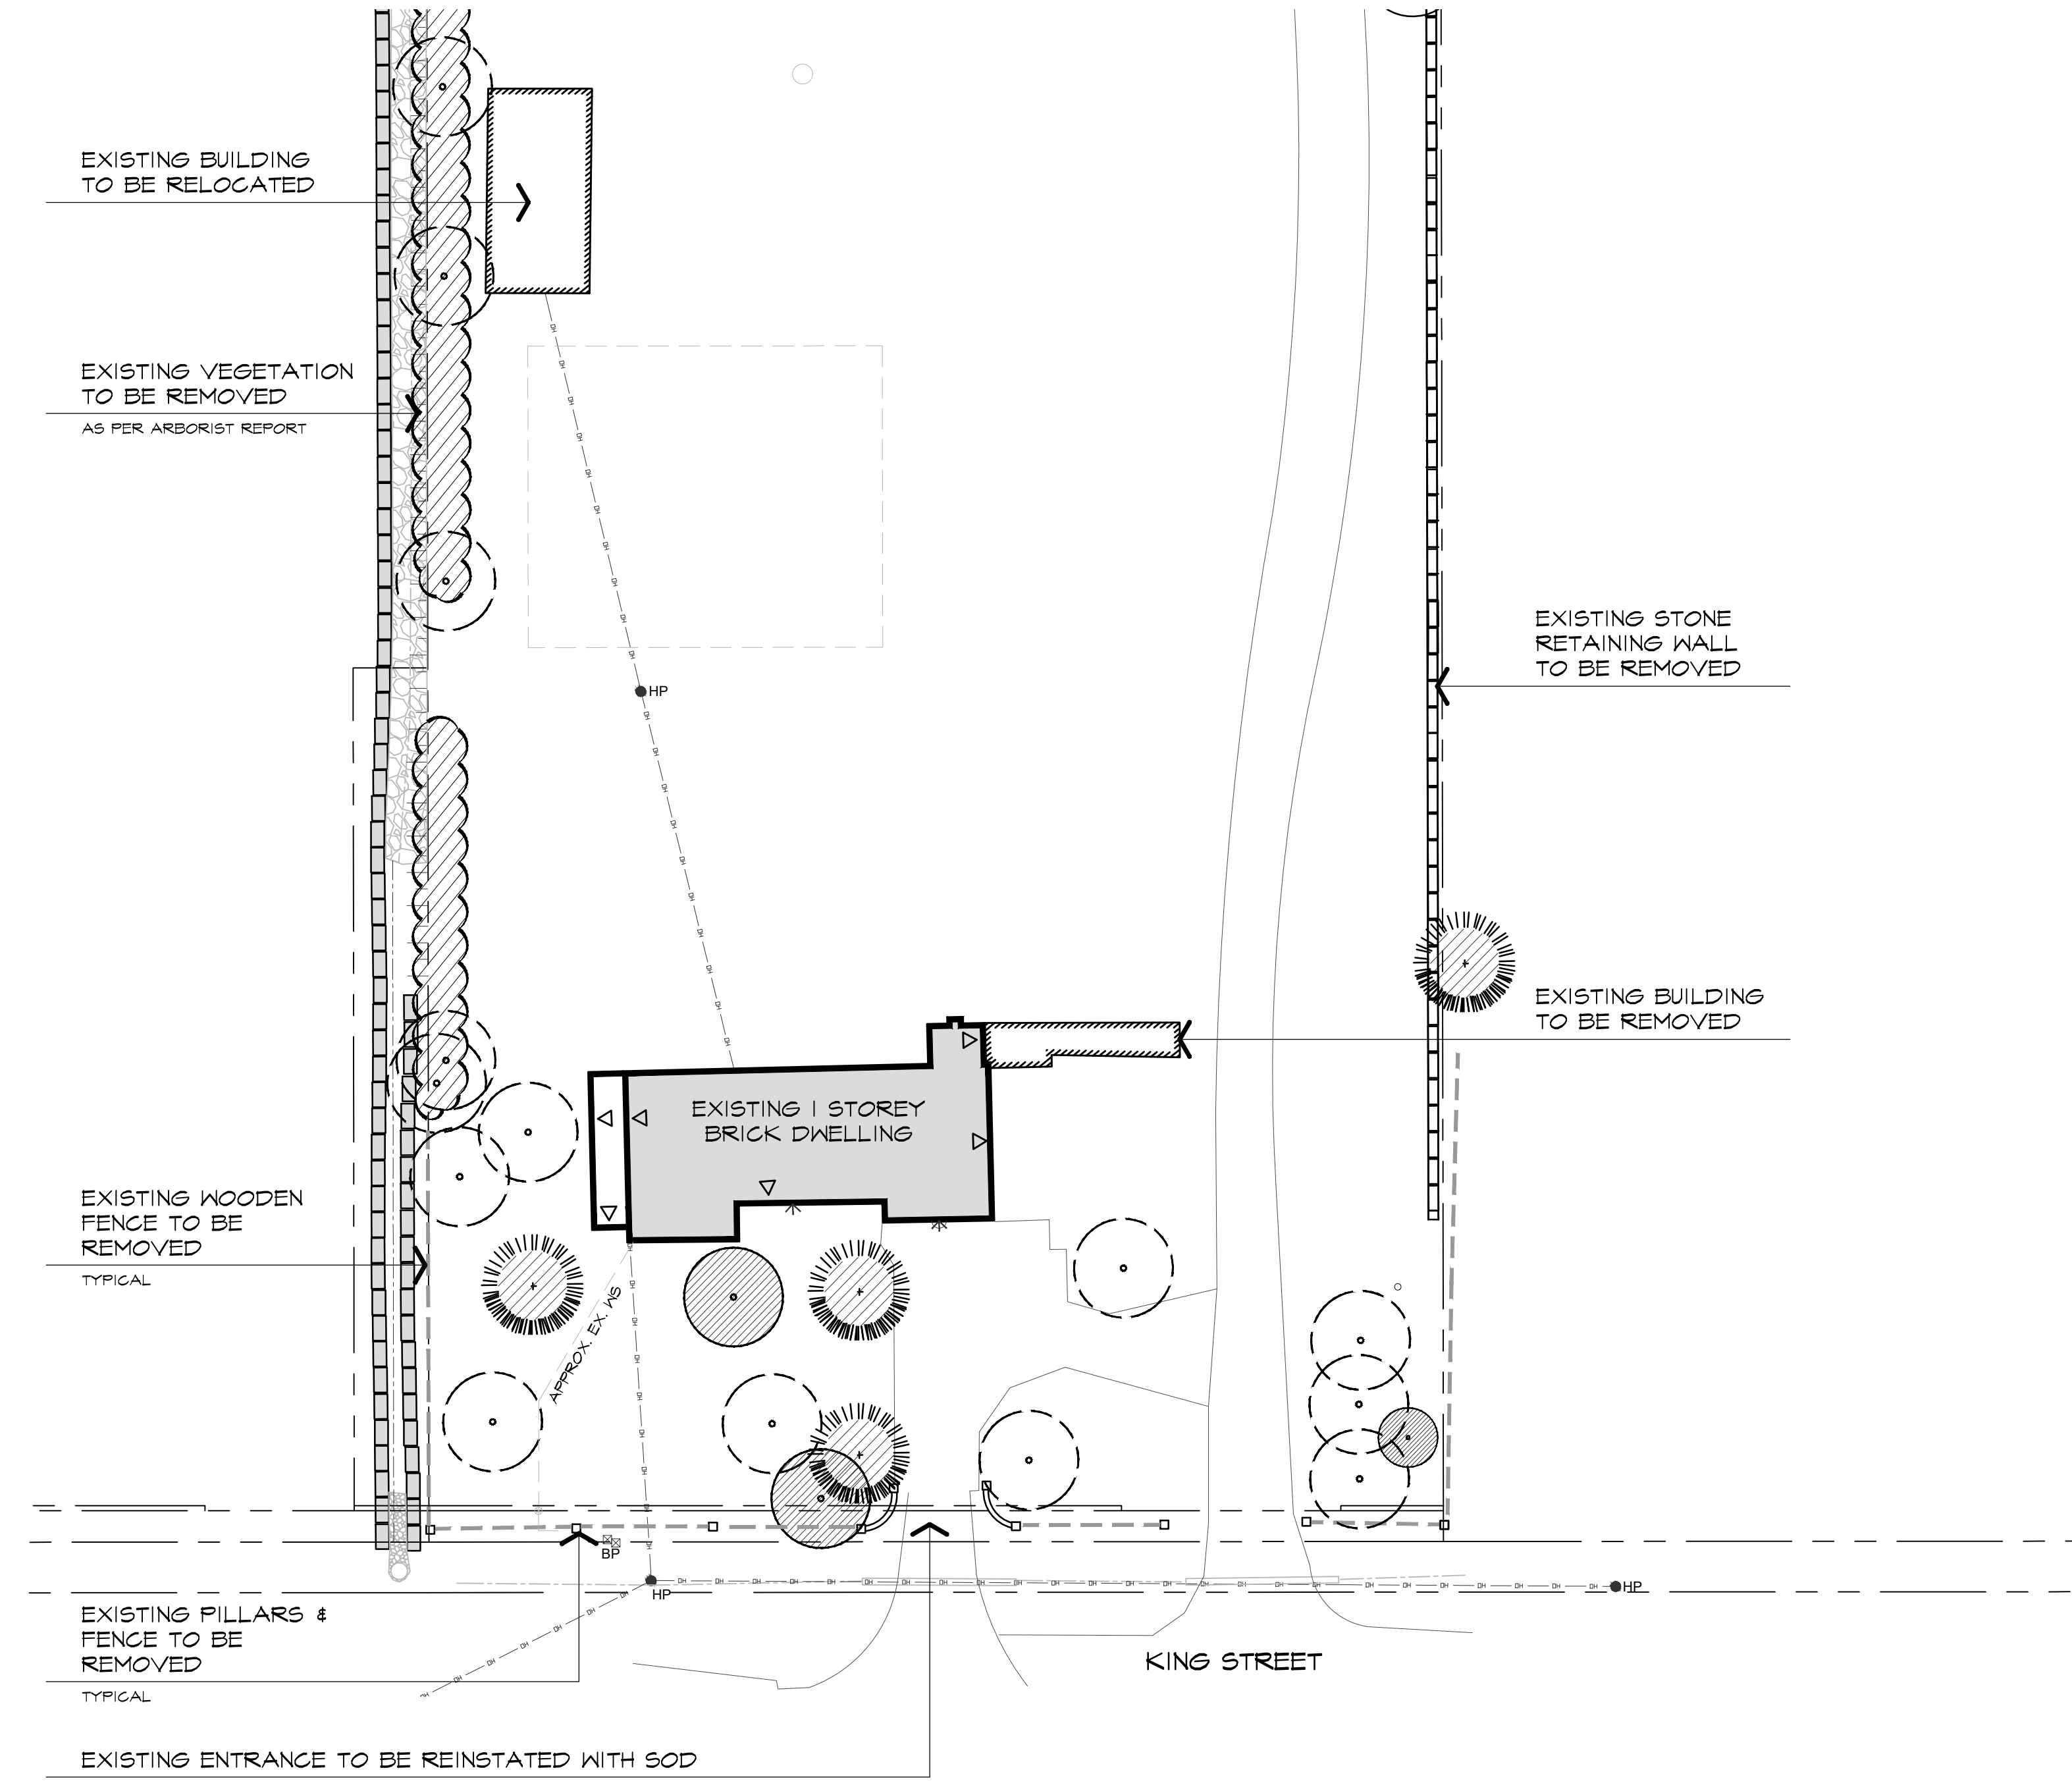 EXISTING BUILDING
TO BE RELOCATED
EXISTING VEGETATION
TO BE REMOVED
AS PER ARBORIST REPORT
EXISTING STONE
RETAINING WALL
TO BE REMOVED
HP
EXISTING BUILDING
TO BE REMOVED
EXISTING 1 STOREY
BRICK DWELLING
EXISTING WOODEN
FENCE TO BE
REMOVED
TYPICAL
APPROX. EX. WS
BP
HP
HP
EXISTING PILLARS &
FENCE TO BE
REMOVED
TYPICAL
KING STREET
EXISTING ENTRANCE TO BE REINSTATED WITH SOD